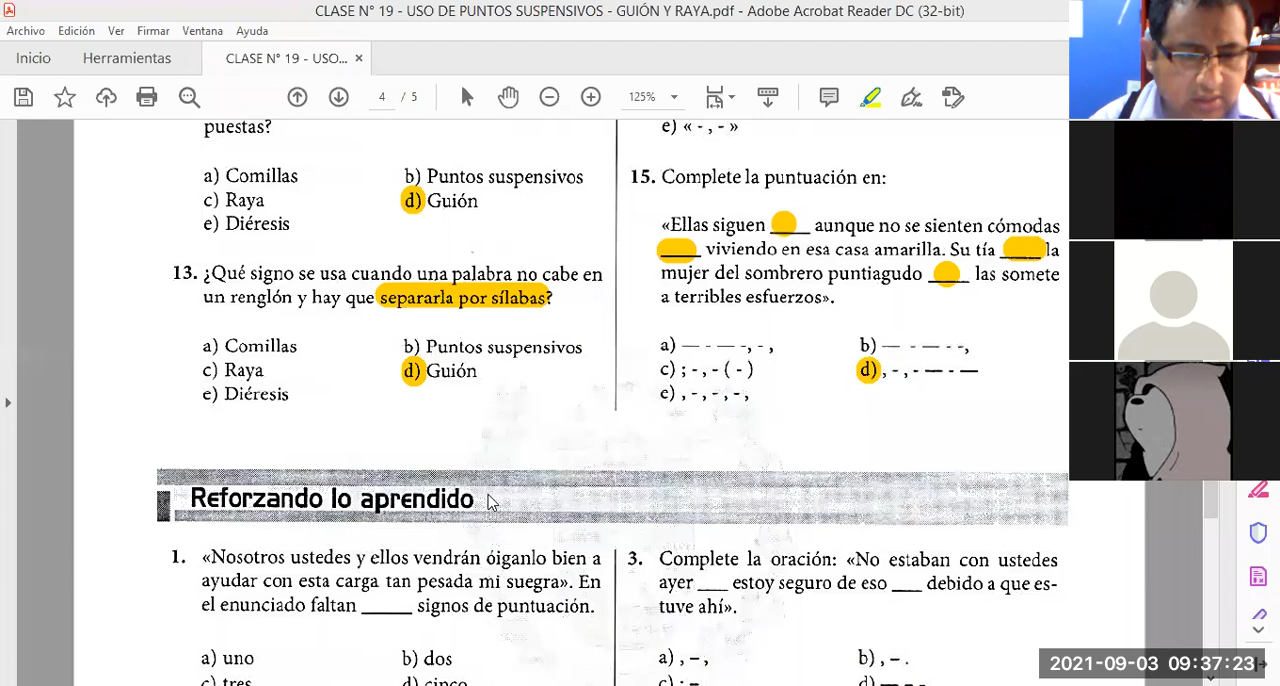 CLASE N° 19 - USO DE PUNTOS SUSPENSIVOS - GUIÓN Y RAYA.pdf - Adobe Acrobat Reader DC (32-bit)
Archivo Edición Ver Firmar Ventana Ayuda
Inicio Herramientas CLASE N° 19 - USO... ×
4 / 5 125%
puestas?
a) Comillas b) Puntos suspensivos
c) Raya d) Guión
e) Diéresis
13. ¿Qué signo se usa cuando una palabra no cabe en
un renglón y hay que separarla por sílabas?
a) Comillas b) Puntos suspensivos
c) Raya d) Guión
e) Diéresis
e) « - , - »
15. Complete la puntuación en:
«Ellas siguen ____ aunque no se sienten cómodas
____ viviendo en esa casa amarilla. Su tía ____ la
mujer del sombrero puntiagudo ____ las somete
a terribles esfuerzos».
a) — - — -, - , b) — - — - -,
c) ; - , - ( - ) d) , - , - — - —
e) , - , - , - ,
Reforzando lo aprendido
1. «Nosotros ustedes y ellos vendrán óiganlo bien a
ayudar con esta carga tan pesada mi suegra». En
el enunciado faltan _____ signos de puntuación.
a) uno b) dos
c) tres d) cinco
3. Complete la oración: «No estaban con ustedes
ayer ___ estoy seguro de eso ___ debido a que es-
tuve ahí».
a) , – , b) , – .
2021-09-03 09:37:23